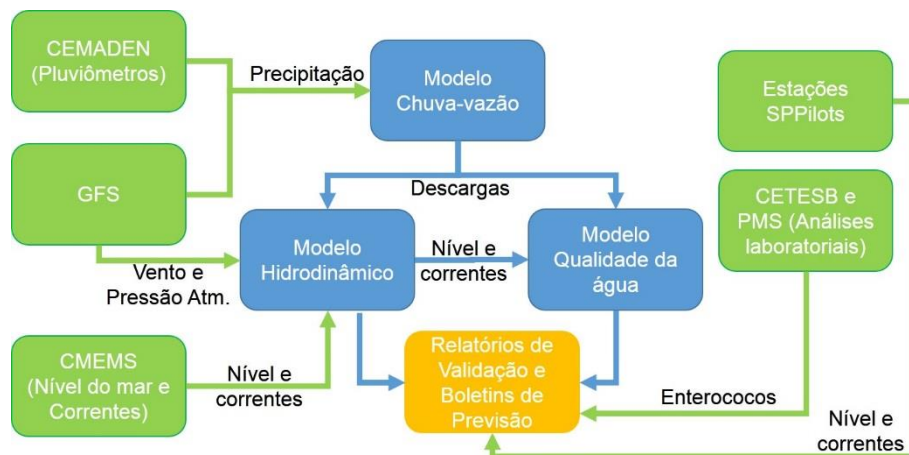 CEMADEN
(Pluviômetros)
Precipitação
Modelo
Chuva-vazão
Estações
SPPilots
GFS
Descargas
CETESB e
PMS (Análises
laboratoriais)
Vento e
Pressão Atm.
Modelo
Hidrodinâmico
Nível e
correntes
Modelo
Qualidade da
água
CMEMS
(Nível do mar e
Correntes)
Nível e
correntes
Relatórios de
Validação e
Boletins de
Previsão
Enterococos
Nível e
correntes